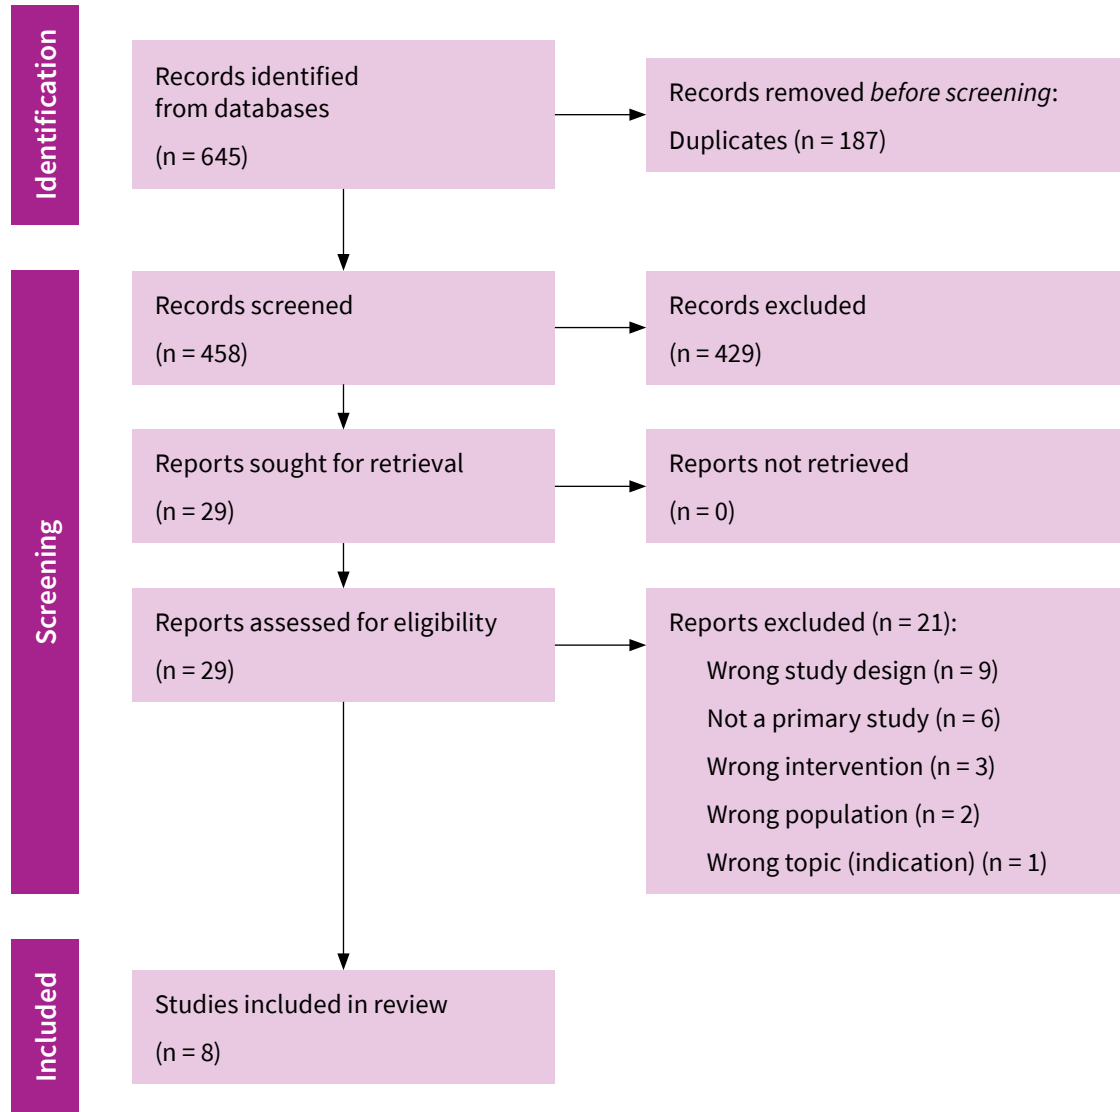 Identification
Records identified
from databases
(n = 645)
Records removed before screening:
Duplicates (n = 187)
Screening
Records screened
(n = 458)
Records excluded
(n = 429)
Reports sought for retrieval
(n = 29)
Reports not retrieved
(n = 0)
Reports assessed for eligibility
(n = 29)
Reports excluded (n = 21):
Wrong study design (n = 9)
Not a primary study (n = 6)
Wrong intervention (n = 3)
Wrong population (n = 2)
Wrong topic (indication) (n = 1)
Included
Studies included in review
(n = 8)